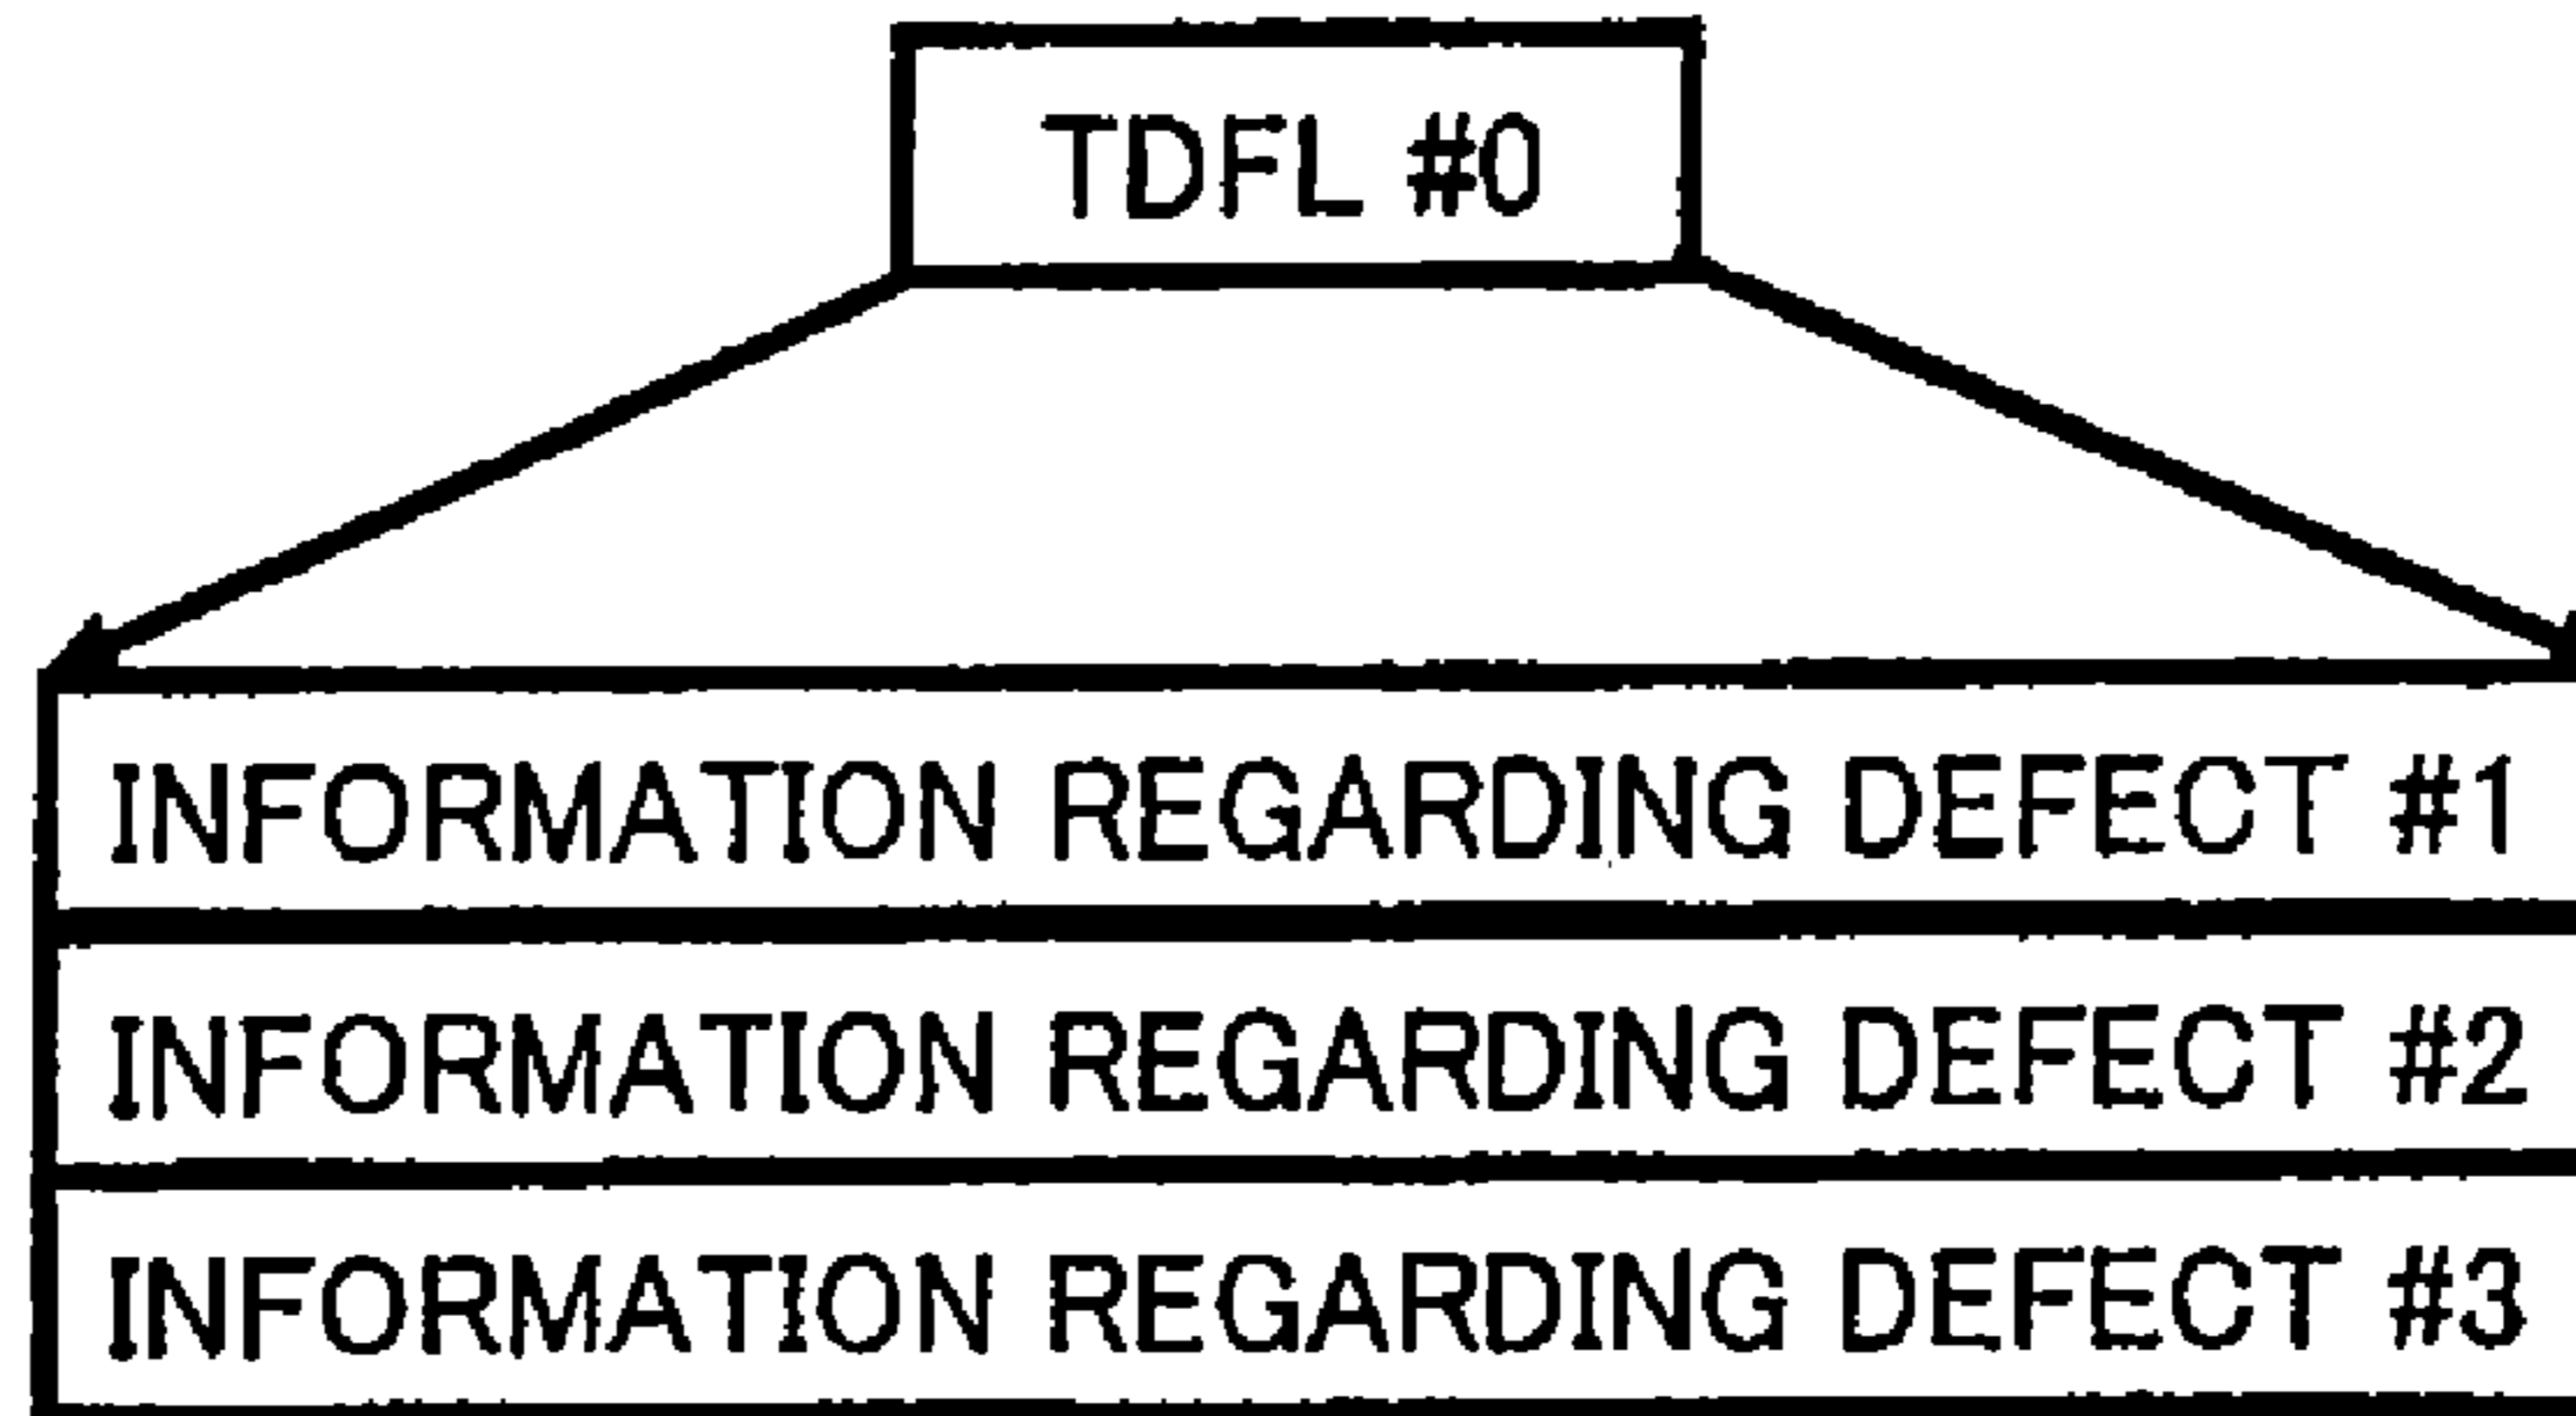 TDFL #0
INFORMATION REGARDING DEFECT #1
INFORMATION REGARDING DEFECT #2
INFORMATION REGARDING DEFECT #3